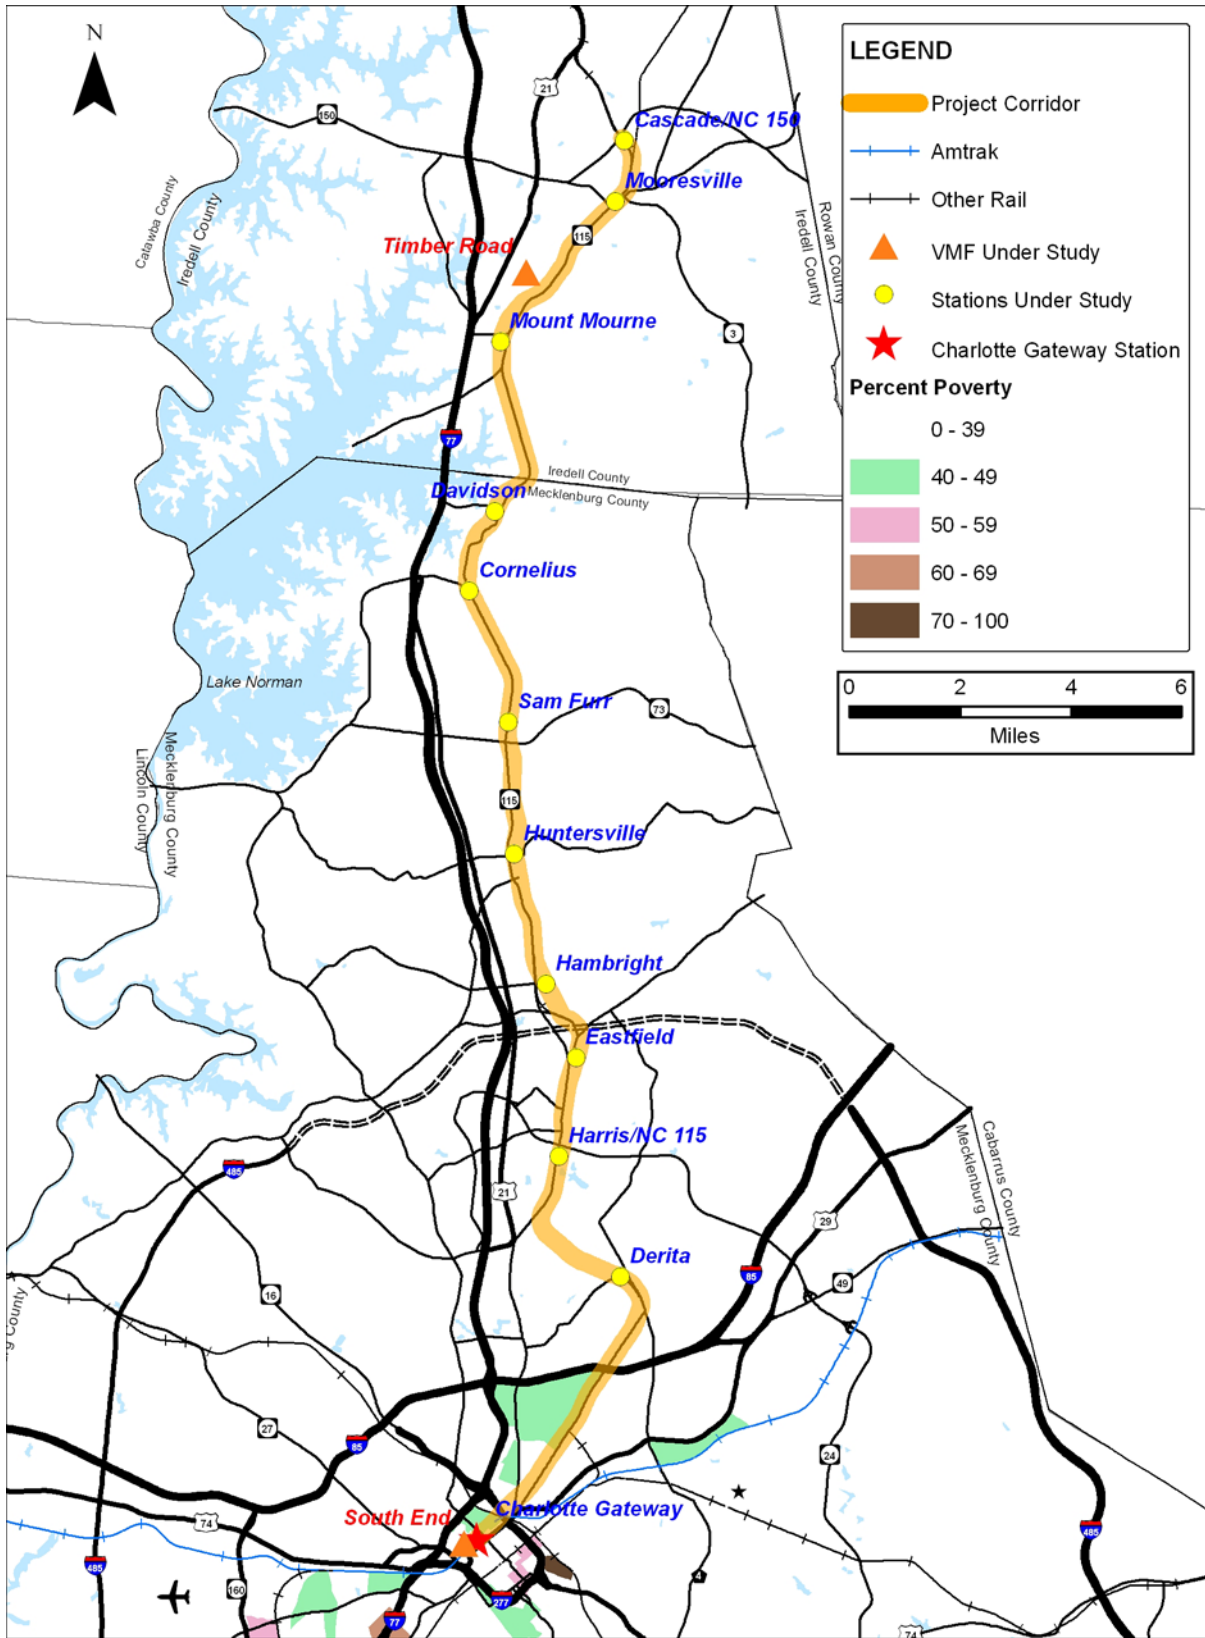 N
LEGEND
Project Corridor
Amtrak
Other Rail
VMF Under Study
Stations Under Study
Charlotte Gateway Station
Percent Poverty
0 - 39
40 - 49
50 - 59
60 - 69
70 - 100
0 2 4 6
Miles
21
150
Cascade/NC 150
Mooresville
Catawba County
Iredell County
Rowan County
Iredell County
115
Timber Road
Mount Mourne
3
77
Iredell County
Mecklenburg County
Davidson
Cornelius
Lake Norman
Sam Furr
73
Mecklenburg County
Lincoln County
115
Huntersville
Hambright
Eastfield
Harris/NC 115
Cabarrus County
Mecklenburg County
485
21
29
Derita
85
49
16
County
27
85
24
Charlotte Gateway
South End
74
485
485
160
277
77
4
74